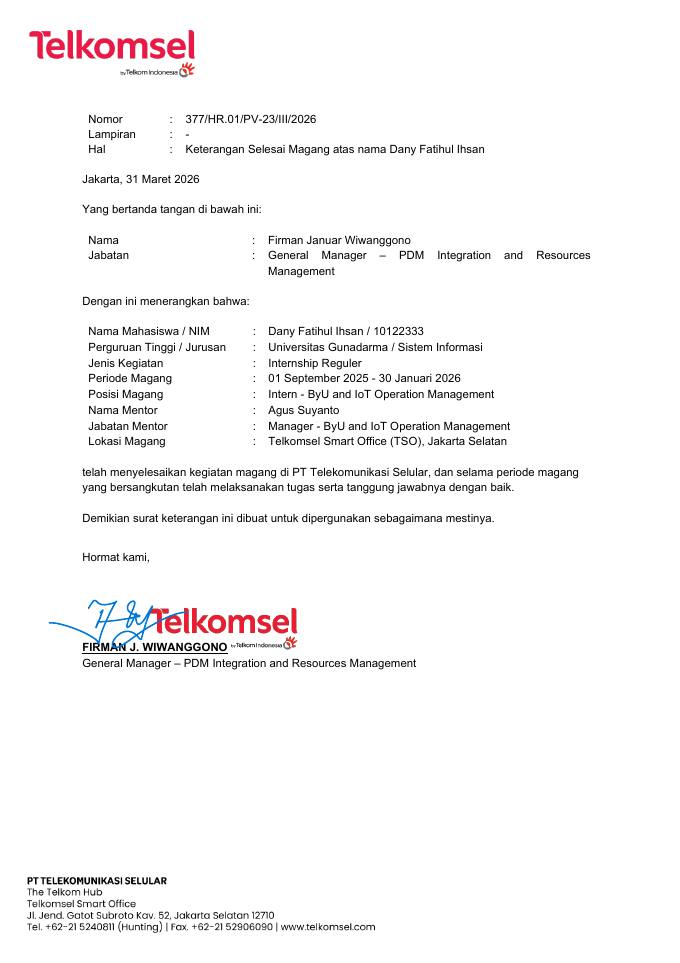 Telkomsel
by Telkom Indonesia
Nomor : 377/HR.01/PV-23/III/2026
Lampiran : -
Hal : Keterangan Selesai Magang atas nama Dany Fatihul Ihsan
Jakarta, 31 Maret 2026
Yang bertanda tangan di bawah ini:
Nama : Firman Januar Wiwanggono
Jabatan : General Manager – PDM Integration and Resources
Management
Dengan ini menerangkan bahwa:
Nama Mahasiswa / NIM : Dany Fatihul Ihsan / 10122333
Perguruan Tinggi / Jurusan : Universitas Gunadarma / Sistem Informasi
Jenis Kegiatan : Internship Reguler
Periode Magang : 01 September 2025 - 30 Januari 2026
Posisi Magang : Intern - ByU and IoT Operation Management
Nama Mentor : Agus Suyanto
Jabatan Mentor : Manager - ByU and IoT Operation Management
Lokasi Magang : Telkomsel Smart Office (TSO), Jakarta Selatan
telah menyelesaikan kegiatan magang di PT Telekomunikasi Selular, dan selama periode magang
yang bersangkutan telah melaksanakan tugas serta tanggung jawabnya dengan baik.
Demikian surat keterangan ini dibuat untuk dipergunakan sebagaimana mestinya.
Hormat kami,
Telkomsel
by Telkom Indonesia
FIRMAN J. WIWANGGONO
General Manager – PDM Integration and Resources Management
PT TELEKOMUNIKASI SELULAR
The Telkom Hub
Telkomsel Smart Office
Jl. Jend. Gatot Subroto Kav. 52, Jakarta Selatan 12710
Tel. +62-21 5240811 (Hunting) | Fax. +62-21 52906090 | www.telkomsel.com